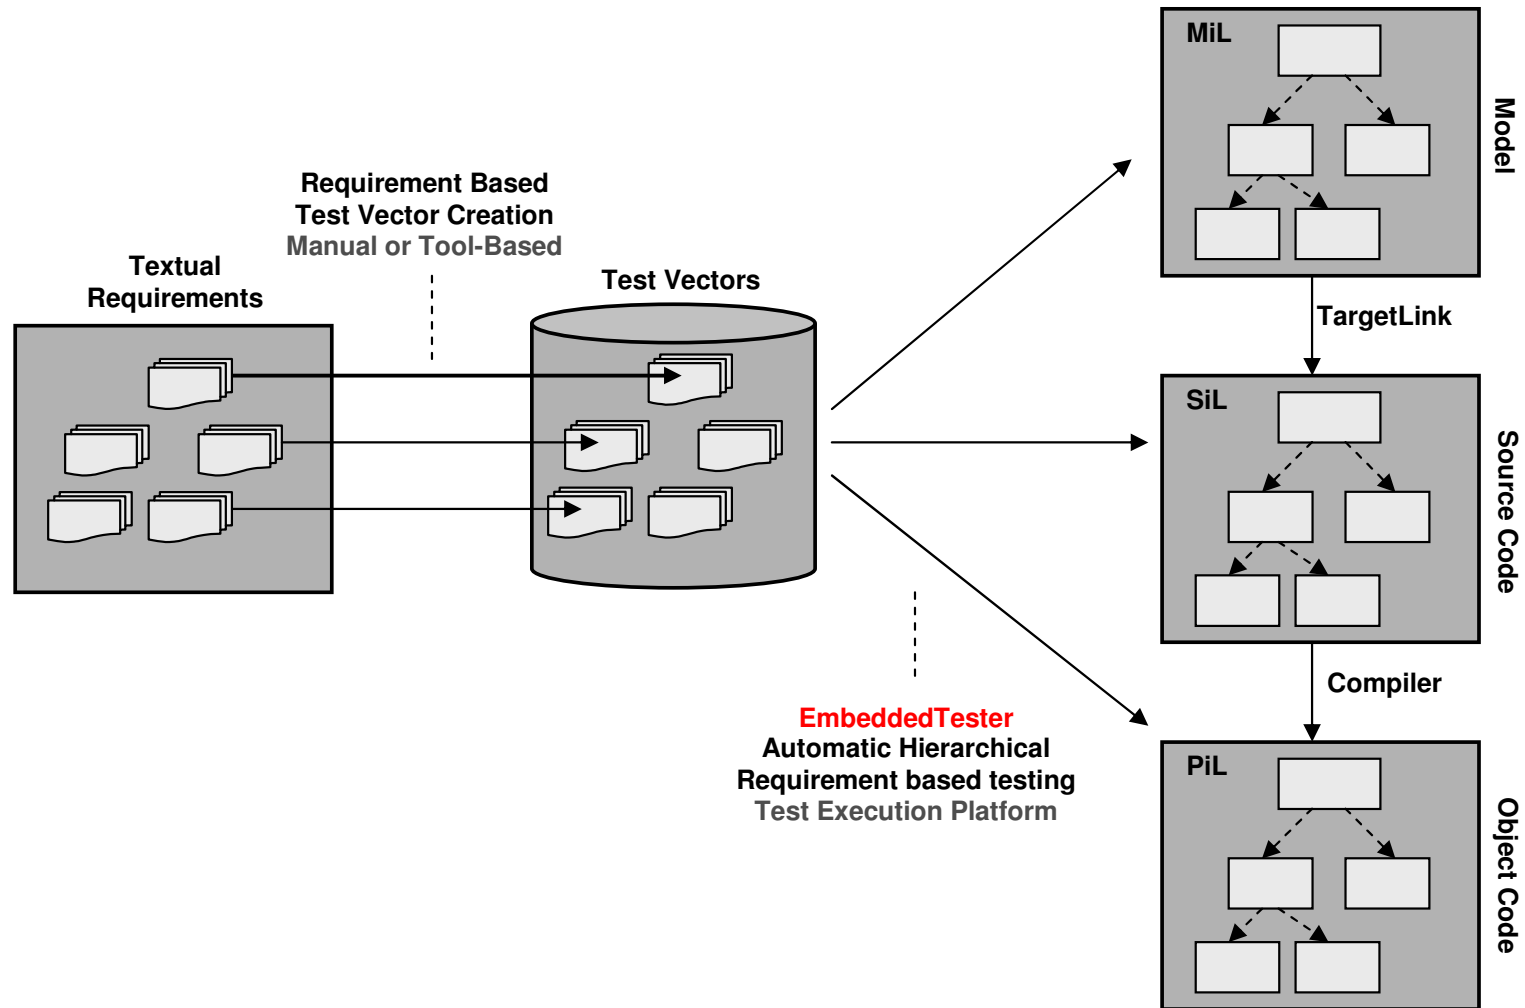 Textual
Requirements
Requirement Based
Test Vector Creation
Manual or Tool-Based
Test Vectors
EmbeddedTester
Automatic Hierarchical
Requirement based testing
Test Execution Platform
MiL
Model
TargetLink
SiL
Source Code
Compiler
PiL
Object Code